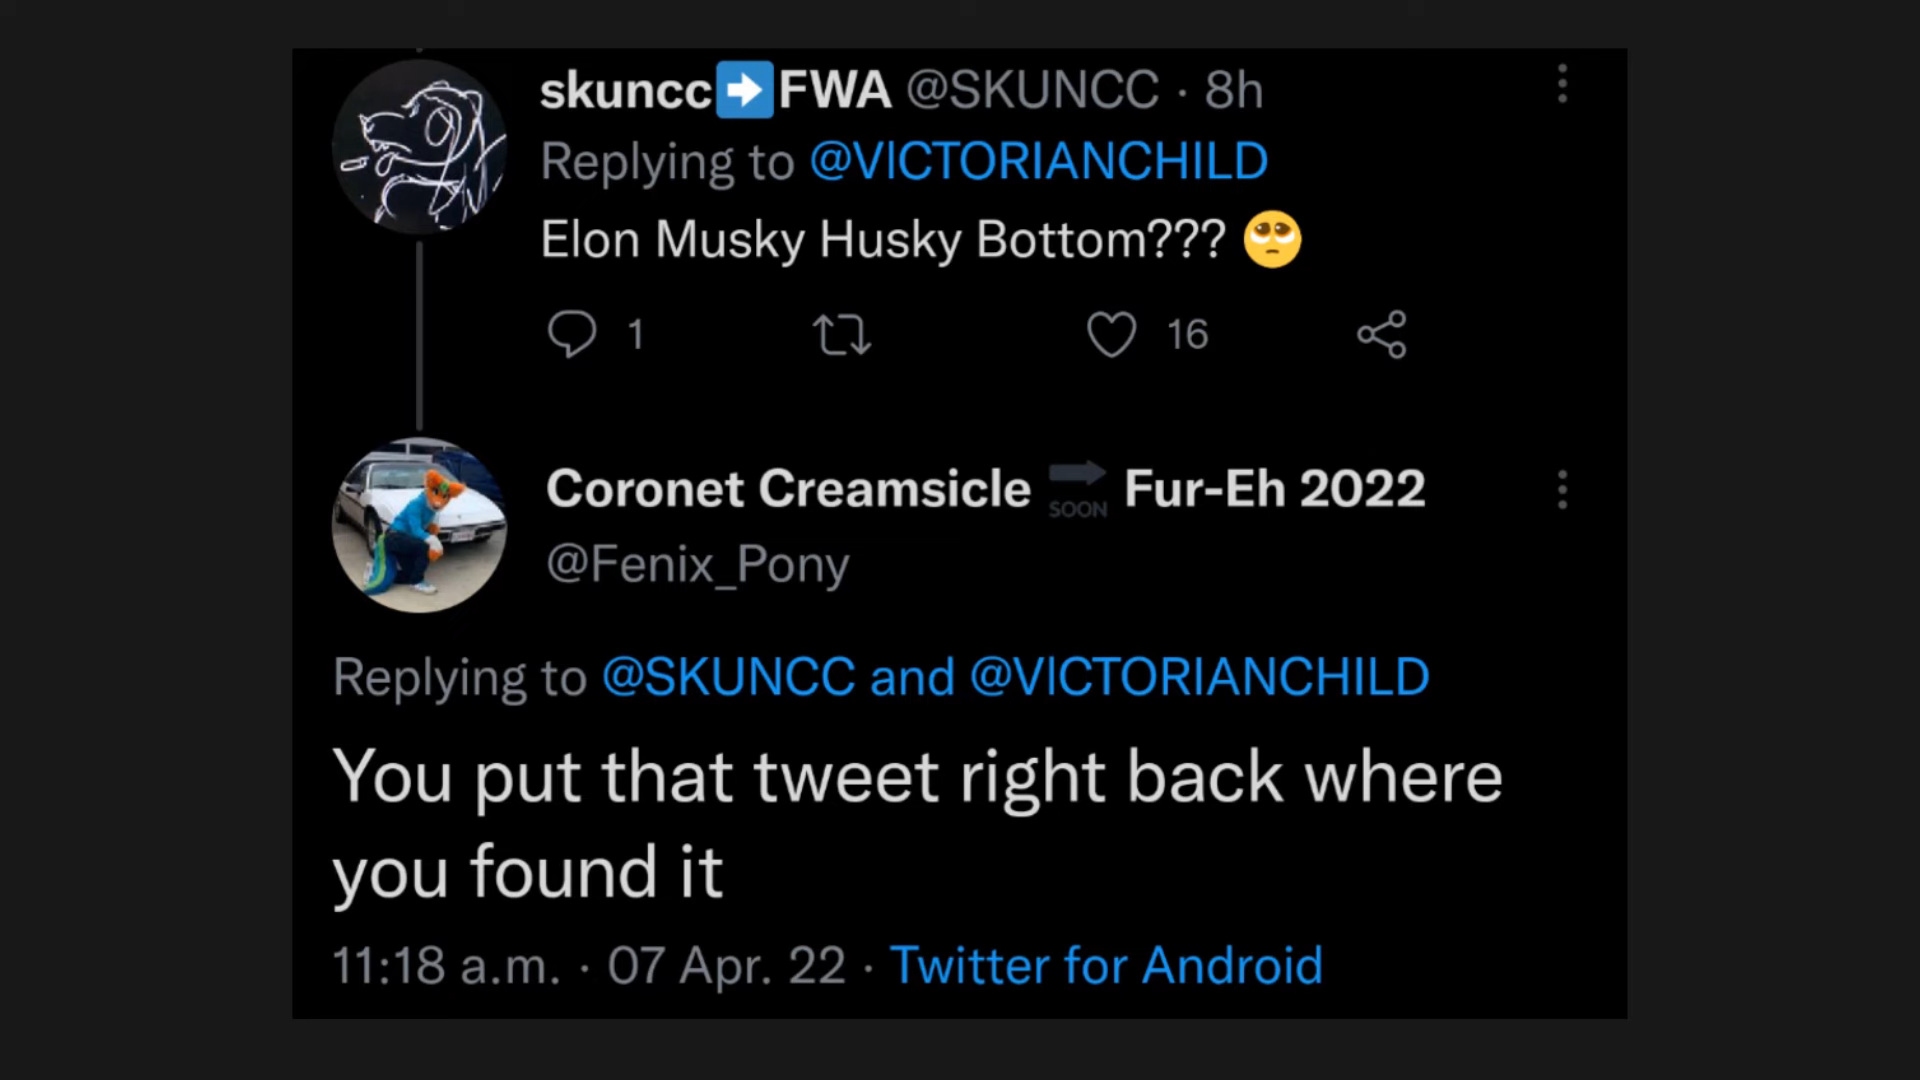 skuncc➡️FWA @SKUNCC · 8h
Replying to @VICTORIANCHILD
Elon Musky Husky Bottom??? 🥺
1 16
Coronet Creamsicle 🔜 Fur-Eh 2022
@Fenix_Pony
Replying to @SKUNCC and @VICTORIANCHILD
You put that tweet right back where
you found it
11:18 a.m. · 07 Apr. 22 · Twitter for Android